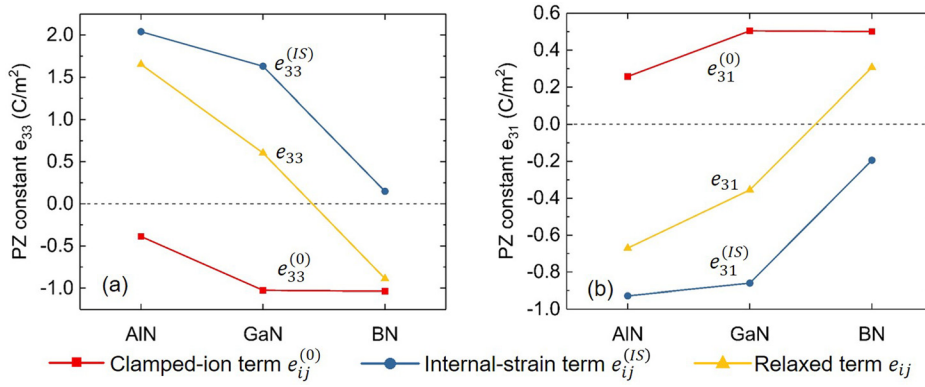 PZ constant e₃₃ (C/m²)
2.0
1.5
1.0
0.5
0.0
-0.5
-1.0
e₃₃^(IS)
e₃₃
e₃₃^(0)
(a)
AlN GaN BN
PZ constant e₃₁ (C/m²)
0.6
0.4
0.2
0.0
-0.2
-0.4
-0.6
-0.8
-1.0
e₃₁^(0)
e₃₁
e₃₁^(IS)
(b)
AlN GaN BN
Clamped-ion term e_ij^(0) Internal-strain term e_ij^(IS) Relaxed term e_ij